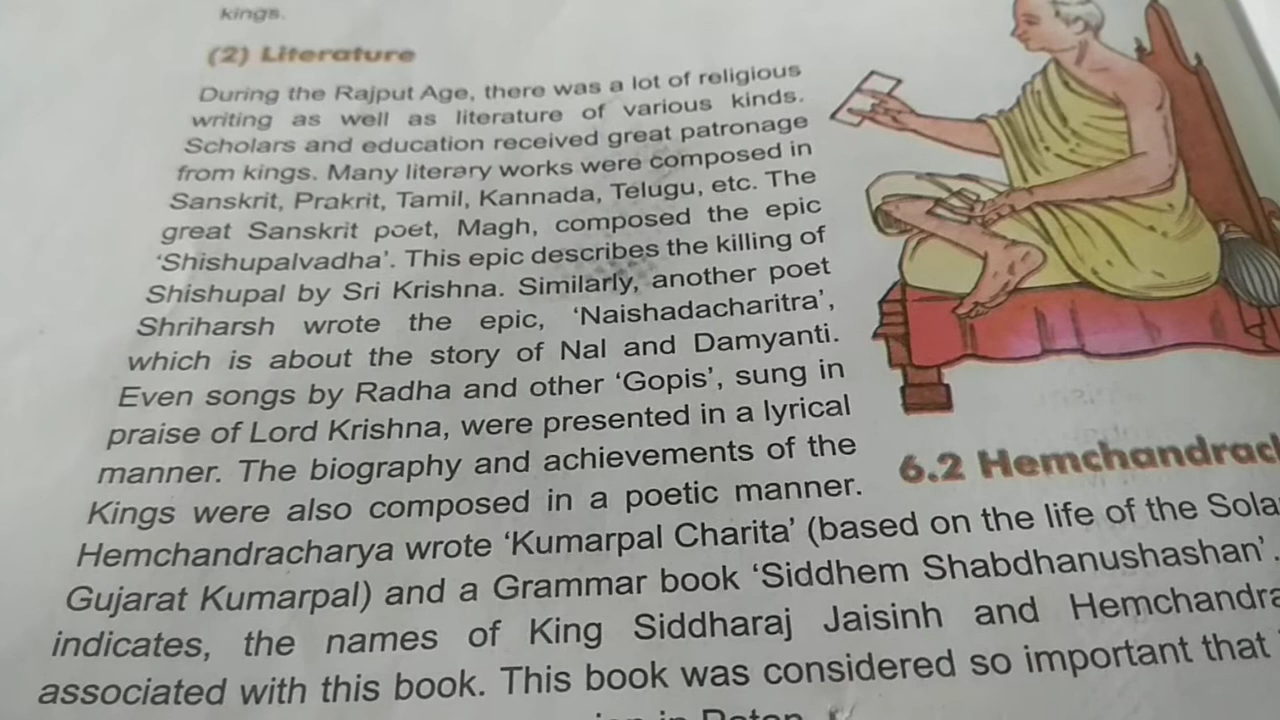 kings.
(2) Literature
During the Rajput Age, there was a lot of religious
writing as well as literature of various kinds.
Scholars and education received great patronage
from kings. Many literary works were composed in
Sanskrit, Prakrit, Tamil, Kannada, Telugu, etc. The
great Sanskrit poet, Magh, composed the epic
‘Shishupalvadha’. This epic describes the killing of
Shishupal by Sri Krishna. Similarly, another poet
Shriharsh wrote the epic, ‘Naishadacharitra’,
which is about the story of Nal and Damyanti.
Even songs by Radha and other ‘Gopis’, sung in
praise of Lord Krishna, were presented in a lyrical
manner. The biography and achievements of the
Kings were also composed in a poetic manner.
6.2 Hemchandrac
Hemchandracharya wrote ‘Kumarpal Charita’ (based on the life of the Sola
Gujarat Kumarpal) and a Grammar book ‘Siddhem Shabdhanushashan’.
indicates, the names of King Siddharaj Jaisinh and Hemchandra
associated with this book. This book was considered so important that
in